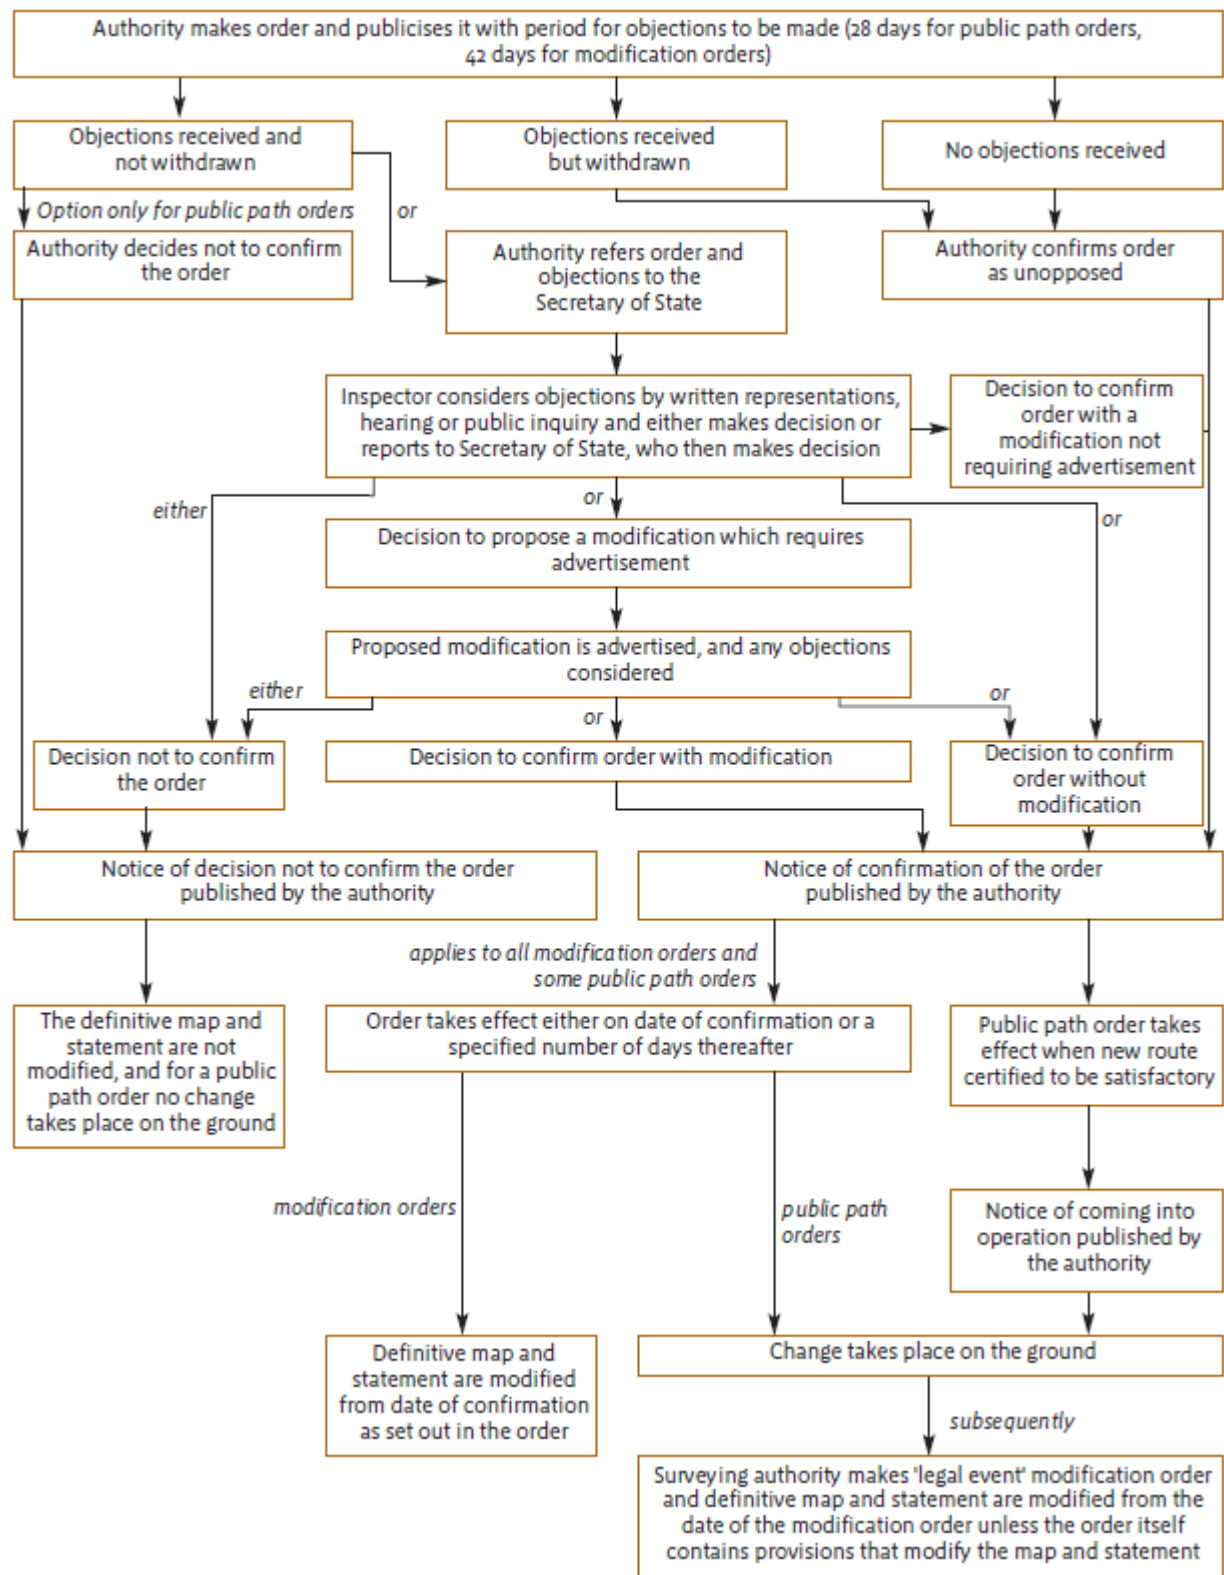 Authority makes order and publicises it with period for objections to be made (28 days for public path orders,
42 days for modification orders)
Objections received and
not withdrawn
Objections received
but withdrawn
No objections received
Option only for public path orders
or
Authority decides not to confirm
the order
Authority refers order and
objections to the
Secretary of State
Authority confirms order
as unopposed
Inspector considers objections by written representations,
hearing or public inquiry and either makes decision or
reports to Secretary of State, who then makes decision
Decision to confirm
order with a
modification not
requiring advertisement
either
or
or
Decision to propose a modification which requires
advertisement
Proposed modification is advertised, and any objections
considered
either
or
or
Decision not to confirm
the order
Decision to confirm order with modification
Decision to confirm
order without
modification
Notice of decision not to confirm the order
published by the authority
Notice of confirmation of the order
published by the authority
applies to all modification orders and
some public path orders
The definitive map and
statement are not
modified, and for a public
path order no change
takes place on the ground
Order takes effect either on date of confirmation or a
specified number of days thereafter
Public path order takes
effect when new route
certified to be satisfactory
modification orders
public path
orders
Notice of coming into
operation published by
the authority
Definitive map and
statement are modified
from date of confirmation
as set out in the order
Change takes place on the ground
subsequently
Surveying authority makes 'legal event' modification order
and definitive map and statement are modified from the
date of the modification order unless the order itself
contains provisions that modify the map and statement